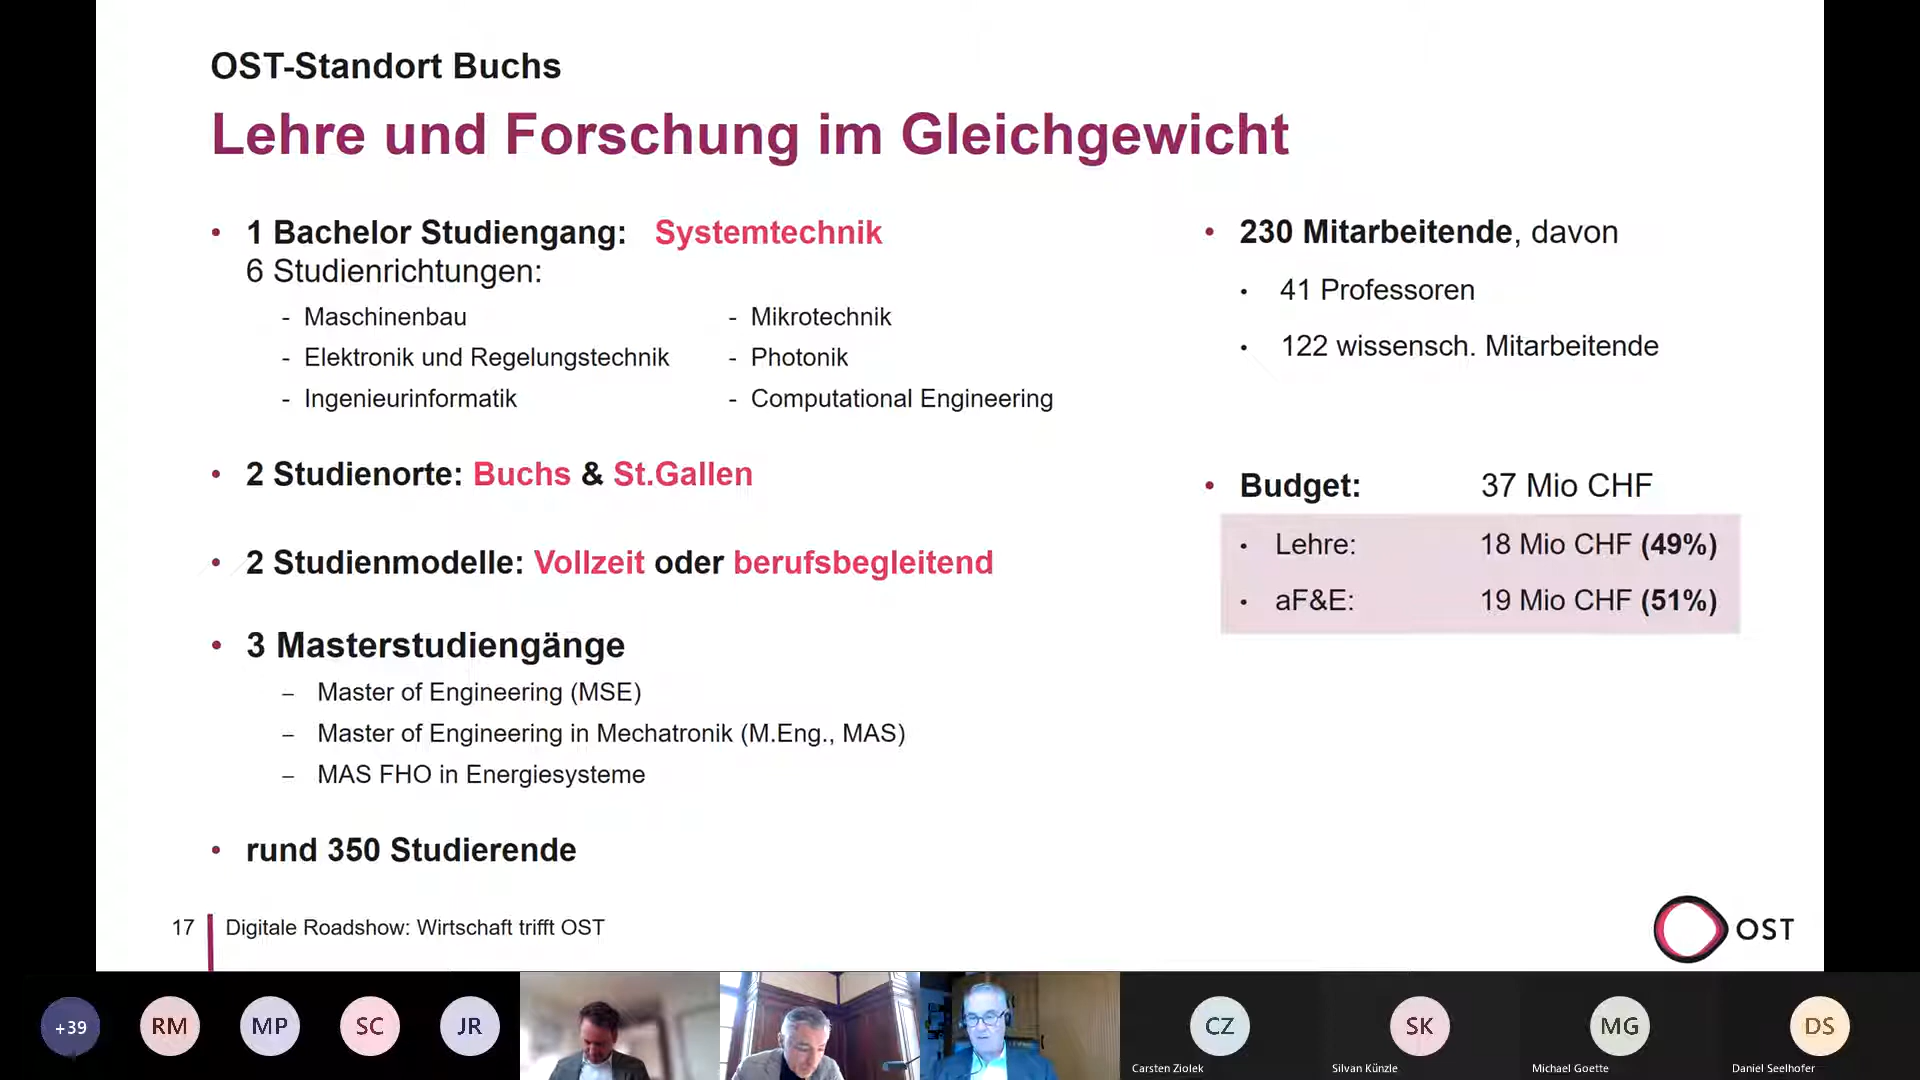 OST-Standort Buchs
Lehre und Forschung im Gleichgewicht
• 1 Bachelor Studiengang: Systemtechnik
6 Studienrichtungen:
- Maschinenbau
- Elektronik und Regelungstechnik
- Ingenieurinformatik
- Mikrotechnik
- Photonik
- Computational Engineering
• 2 Studienorte: Buchs & St.Gallen
• 2 Studienmodelle: Vollzeit oder berufsbegleitend
• 3 Masterstudiengänge
– Master of Engineering (MSE)
– Master of Engineering in Mechatronik (M.Eng., MAS)
– MAS FHO in Energiesysteme
• rund 350 Studierende
• 230 Mitarbeitende, davon
• 41 Professoren
• 122 wissensch. Mitarbeitende
• Budget: 37 Mio CHF
• Lehre: 18 Mio CHF (49%)
• aF&E: 19 Mio CHF (51%)
17 Digitale Roadshow: Wirtschaft trifft OST
OST
+39
RM
MP
SC
JR
CZ
Carsten Ziolek
SK
Silvan Künzle
MG
Michael Goette
DS
Daniel Seelhofer